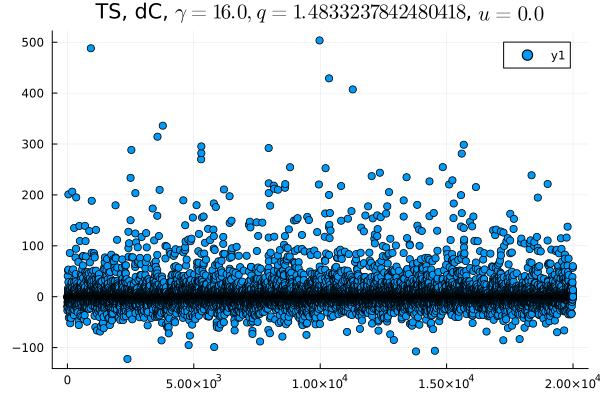 TS, dC, γ = 16.0, q = 1.4833237842480418, u = 0.0
500
y1
400
300
200
100
0
−100
0 5.00×10³ 1.00×10⁴ 1.50×10⁴ 2.00×10⁴